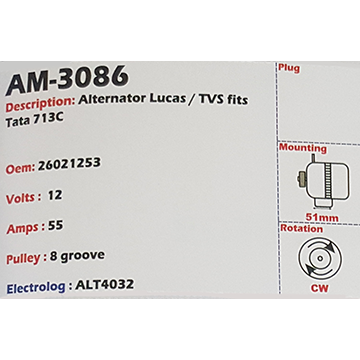 AM-3086
Description: Alternator Lucas / TVS fits
Tata 713C
Oem: 26021253
Volts : 12
Amps : 55
Pulley : 8 groove
Electrolog : ALT4032
Plug
Mounting
51mm
Rotation
CW